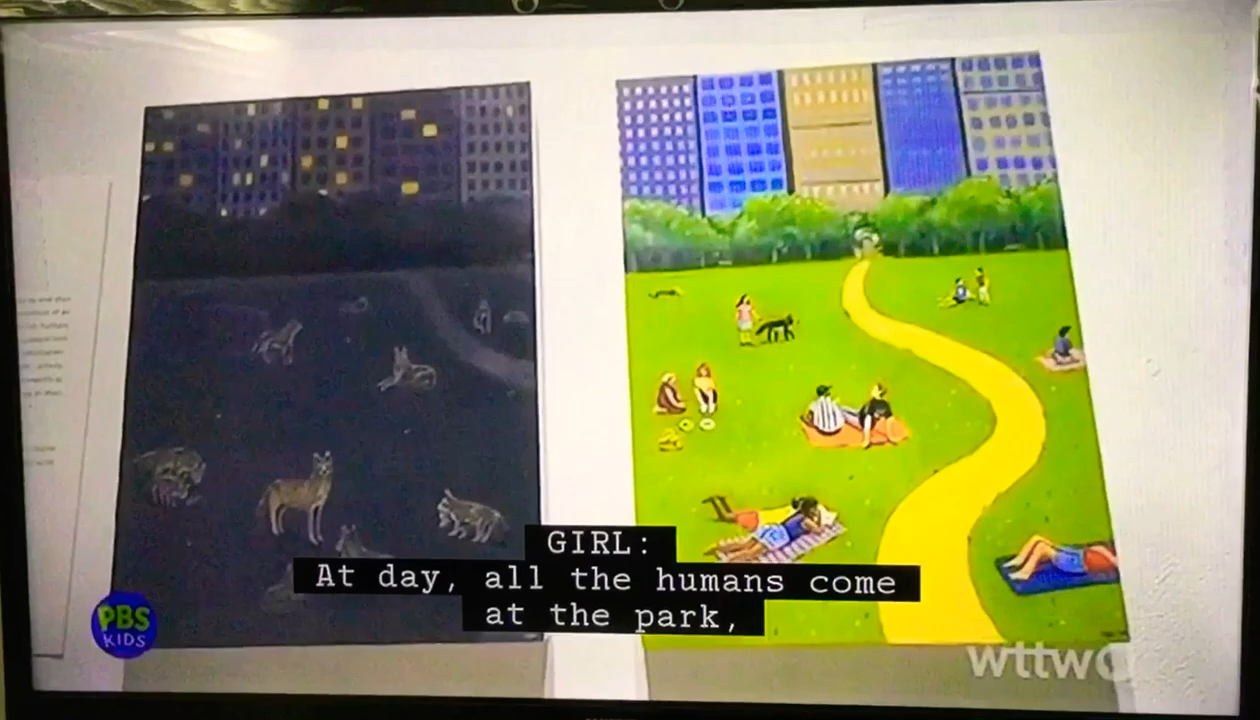 GIRL:
At day, all the humans come
at the park,
PBS
KIDS
wttw